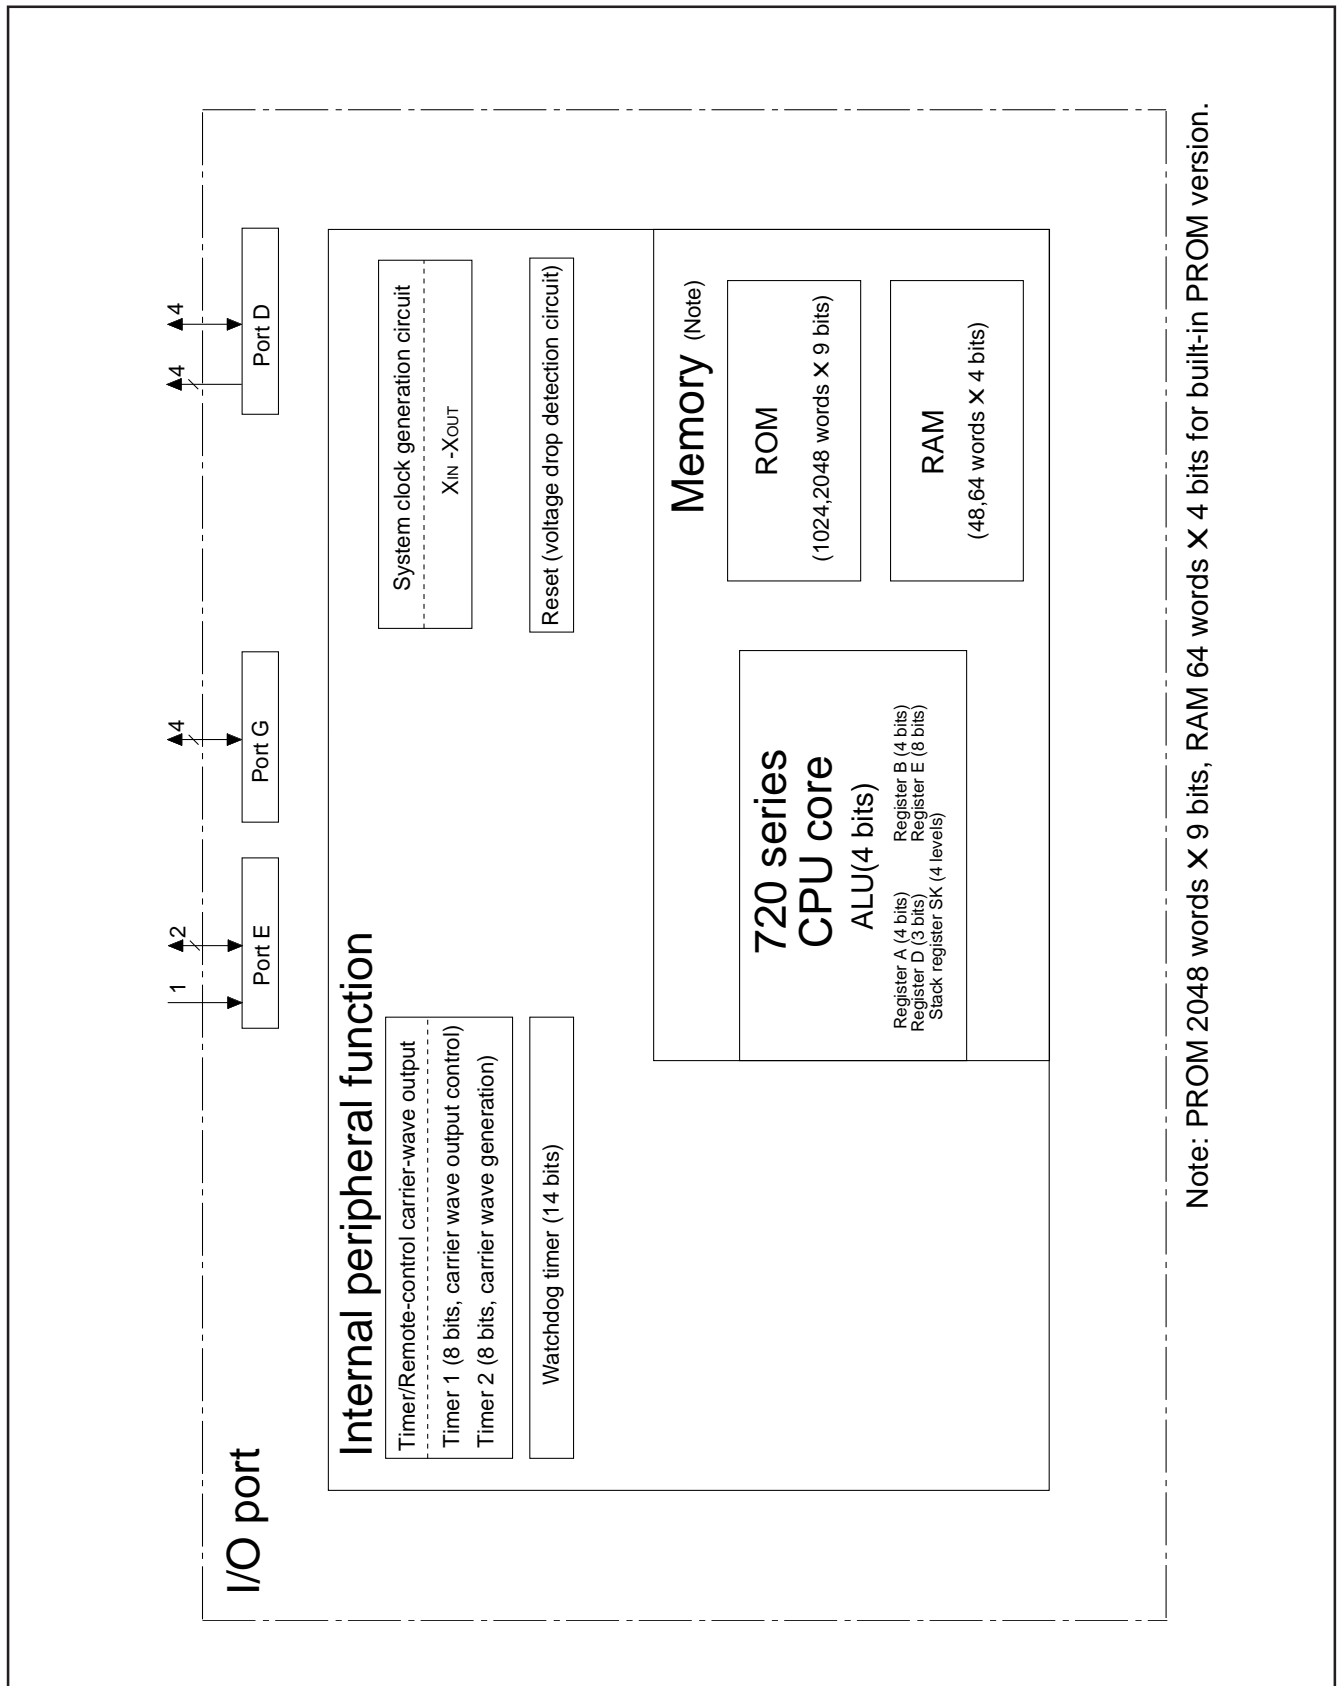 I/O port
1
2
4
4
4
Port E
Port G
Port D
Internal peripheral function
Timer/Remote-control carrier-wave output
Timer 1 (8 bits, carrier wave output control)
Timer 2 (8 bits, carrier wave generation)
Watchdog timer (14 bits)
System clock generation circuit
XIN -XOUT
Reset (voltage drop detection circuit)
720 series
CPU core
ALU(4 bits)
Register A (4 bits) Register B (4 bits)
Register D (3 bits) Register E (8 bits)
Stack register SK (4 levels)
Memory (Note)
ROM
(1024,2048 words X 9 bits)
RAM
(48,64 words X 4 bits)
Note: PROM 2048 words X 9 bits, RAM 64 words X 4 bits for built-in PROM version.